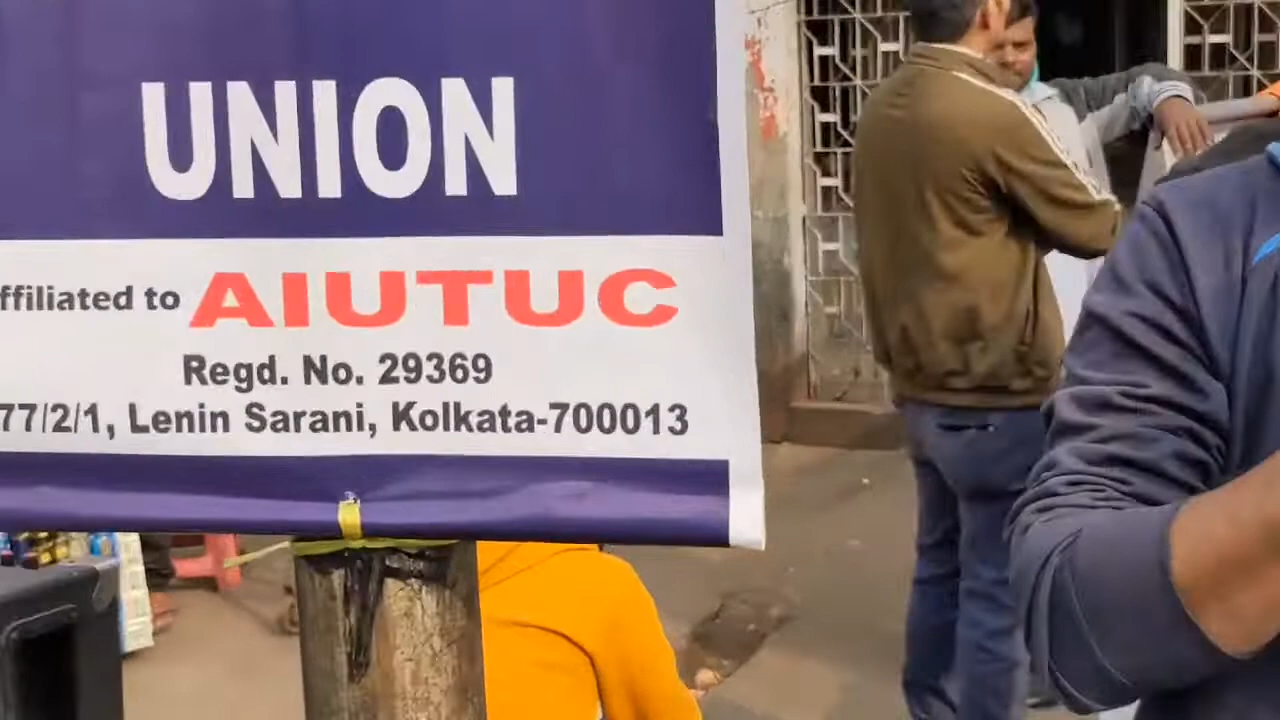 UNION
ffiliated to AIUTUC
Regd. No. 29369
77/2/1, Lenin Sarani, Kolkata-700013